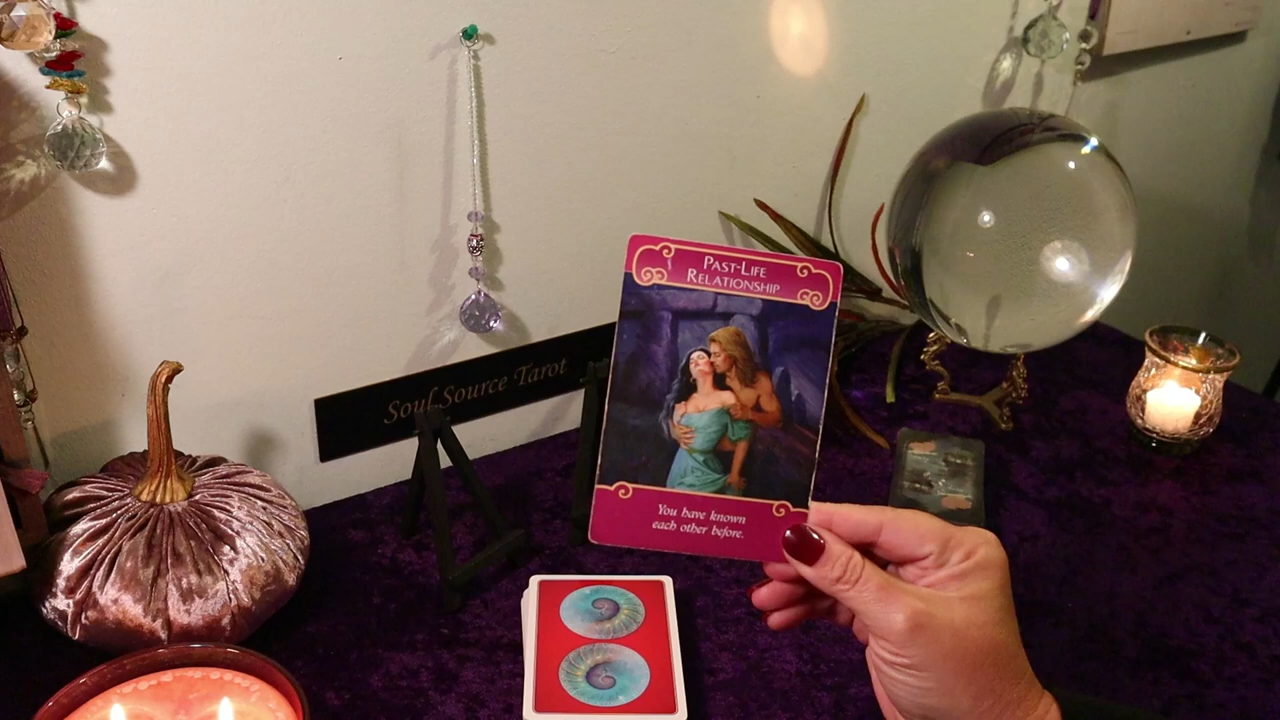 Past-Life
Relationship
Soul Source Tarot
You have known
each other before.